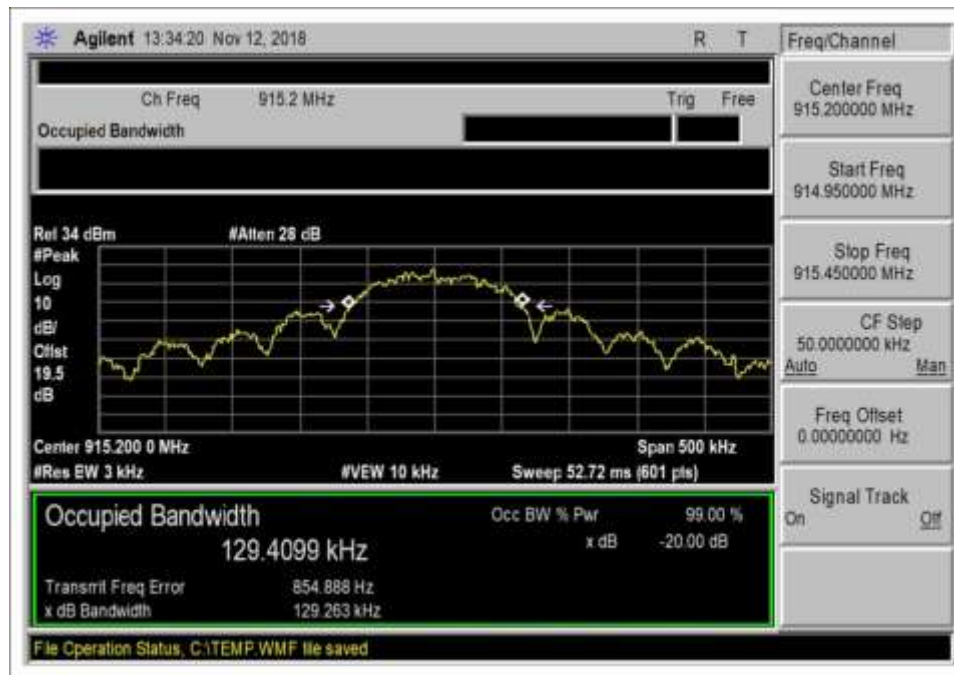 Agilent 13:34:20 Nov 12, 2018 R T
Freq/Channel
Ch Freq 915.2 MHz Trig Free
Occupied Bandwidth
Center Freq
915.200000 MHz
Start Freq
914.950000 MHz
Stop Freq
915.450000 MHz
CF Step
50.0000000 kHz
Auto Man
Freq Offset
0.00000000 Hz
Signal Track
On Off
Ref 34 dBm #Atten 28 dB
#Peak
Log
10
dB/
Offst
19.5
dB
Center 915.200 0 MHz Span 500 kHz
#Res BW 3 kHz #VBW 10 kHz Sweep 52.72 ms (601 pts)
Occupied Bandwidth
129.4099 kHz
Occ BW % Pwr 99.00 %
x dB -20.00 dB
Transmit Freq Error 854.888 Hz
x dB Bandwidth 129.263 kHz
File Operation Status, C:\TEMP.WMF file saved